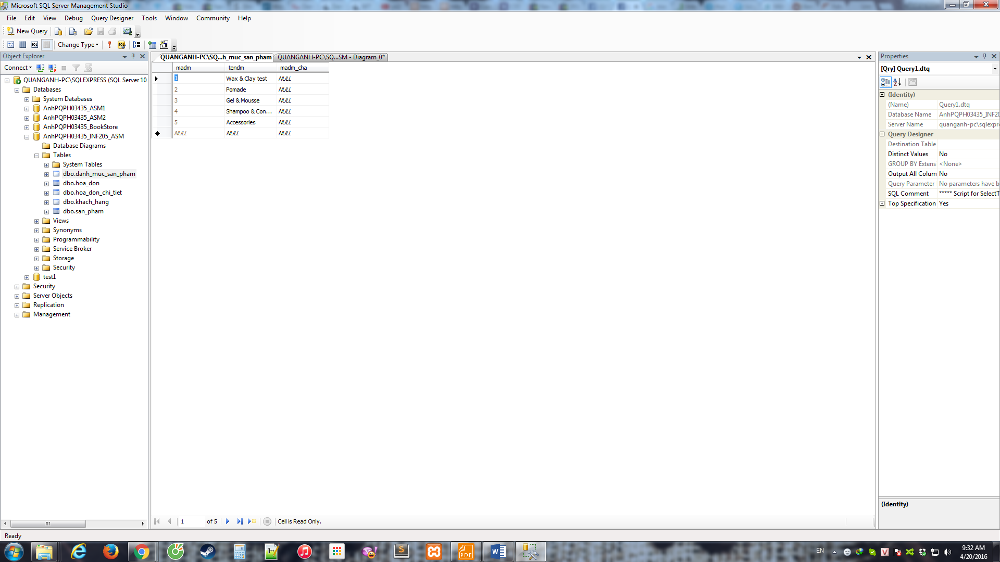 Microsoft SQL Server Management Studio
File Edit View Debug Query Designer Tools Window Community Help
New Query
Change Type
Object Explorer
Connect
QUANGANH-PC\SQLEXPRESS (SQL Server 10
Databases
System Databases
AnhPQPH03435_ASM1
AnhPQPH03435_ASM2
AnhPQPH03435_BookStore
AnhPQPH03435_INF205_ASM
Database Diagrams
Tables
System Tables
dbo.danh_muc_san_pham
dbo.hoa_don
dbo.hoa_don_chi_tiet
dbo.khach_hang
dbo.san_pham
Views
Synonyms
Programmability
Service Broker
Storage
Security
test1
Security
Server Objects
Replication
Management
QUANGANH-PC\SQ...h_muc_san_pham QUANGANH-PC\SQ...SM - Diagram_0*
madm tendm madm_cha
1 Wax & Clay test NULL
2 Pomade NULL
3 Gel & Mousse NULL
4 Shampoo & Con... NULL
5 Accessories NULL
NULL NULL NULL
1 of 5 Cell is Read Only.
Properties
[Qry] Query1.dtq
(Identity)
(Name) Query1.dtq
Database Name AnhPQPH03435_INF20
Server Name quanganh-pc\sqlexpre
Query Designer
Destination Table
Distinct Values No
GROUP BY Extens <None>
Output All Colum No
Query Parameter No parameters have b
SQL Comment ***** Script for SelectT
Top Specification Yes
(Identity)
Ready
EN
9:32 AM
4/20/2016